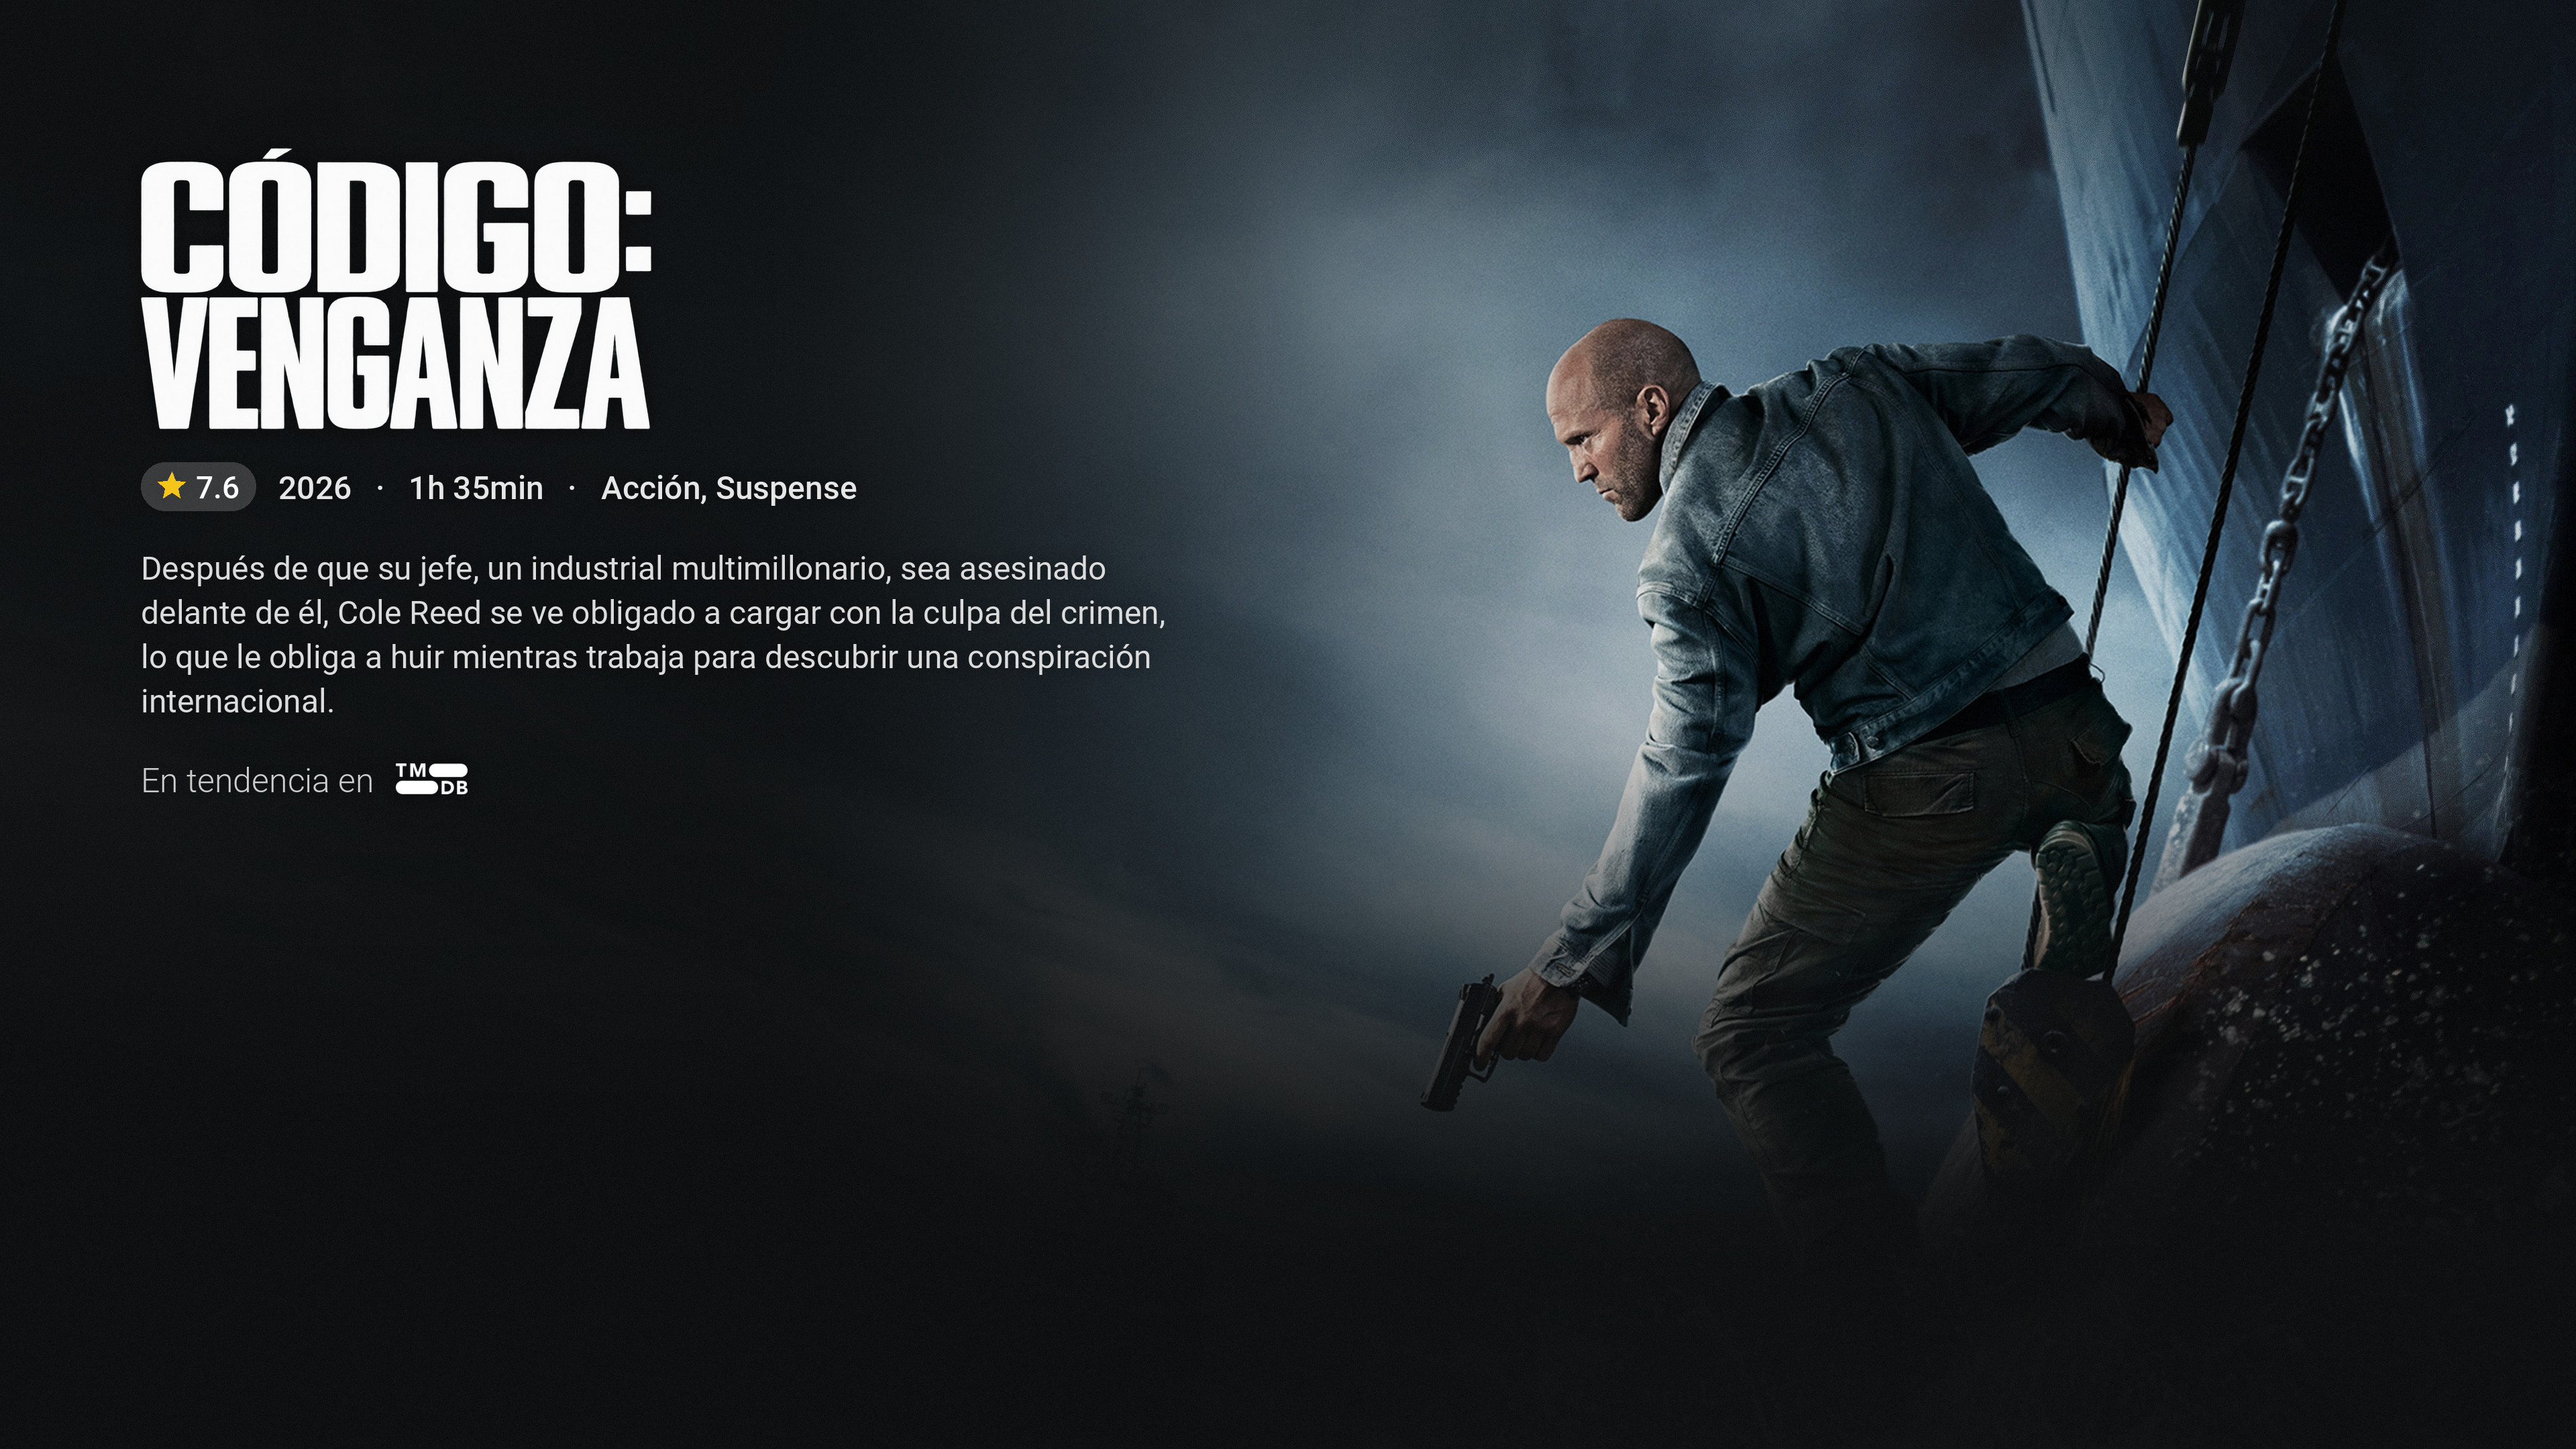 CÓDIGO:
VENGANZA
7.6 2026 · 1h 35min · Acción, Suspense
Después de que su jefe, un industrial multimillonario, sea asesinado
delante de él, Cole Reed se ve obligado a cargar con la culpa del crimen,
lo que le obliga a huir mientras trabaja para descubrir una conspiración
internacional.
En tendencia en TMDB